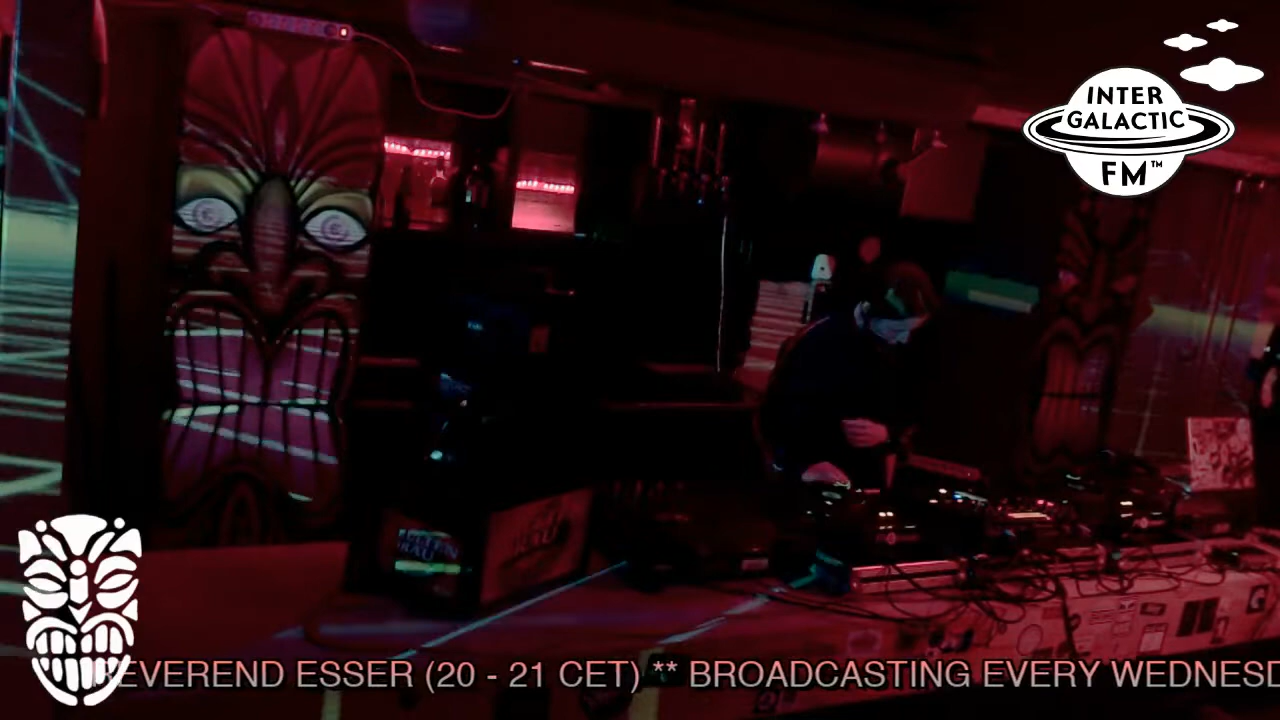 INTER
GALACTIC
FM™
REVEREND ESSER (20 - 21 CET) ** BROADCASTING EVERY WEDNESD